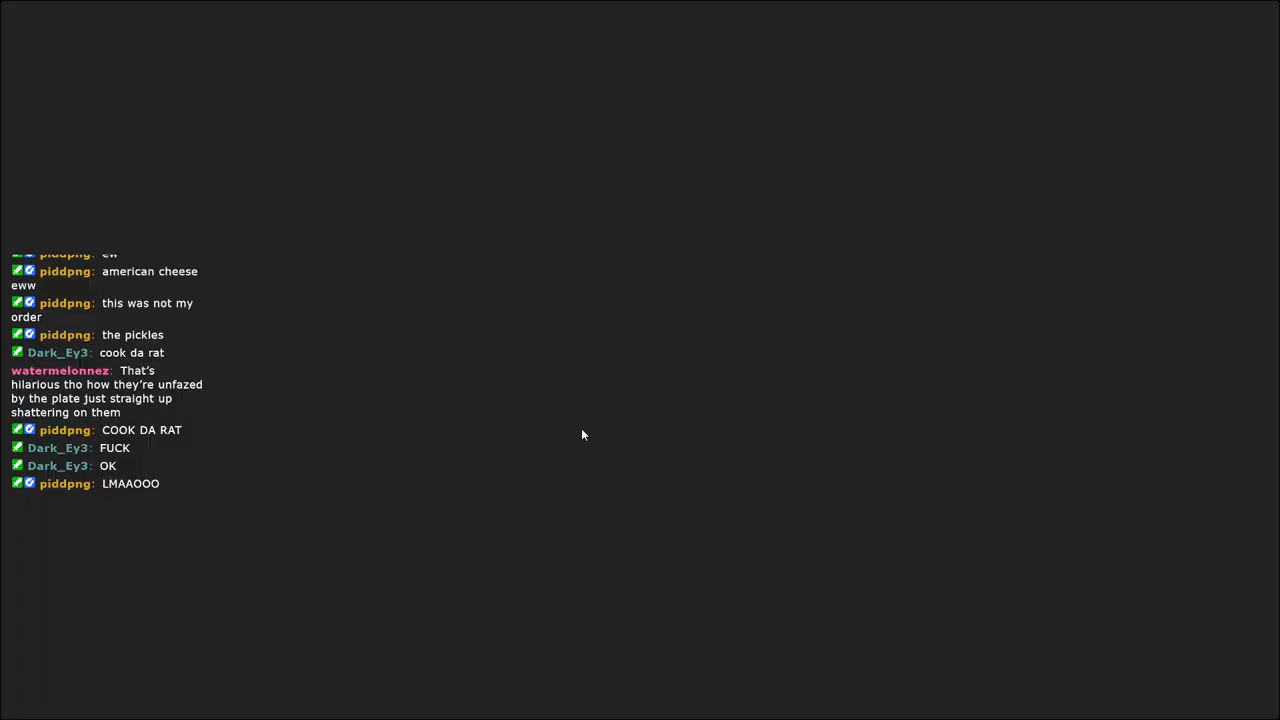 piddpng: ew
piddpng: american cheese
eww
piddpng: this was not my
order
piddpng: the pickles
Dark_Ey3: cook da rat
watermelonnez: That’s
hilarious tho how they’re unfazed
by the plate just straight up
shattering on them
piddpng: COOK DA RAT
Dark_Ey3: FUCK
Dark_Ey3: OK
piddpng: LMAAOOO